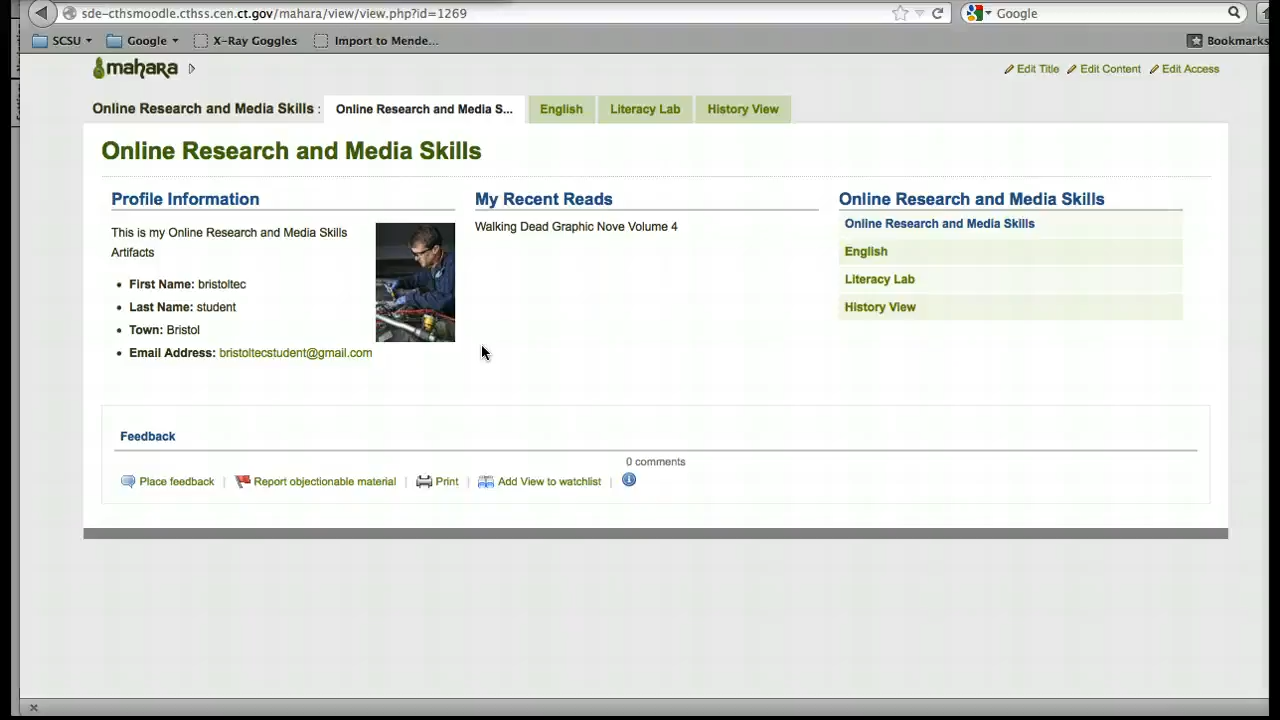 sde-cthsmoodle.cthss.cen.ct.gov/mahara/view/view.php?id=1269
Google
SCSU
Google
X-Ray Goggles
Import to Mende...
Bookmarks
mahara
Edit Title
Edit Content
Edit Access
Online Research and Media Skills :
Online Research and Media S...
English
Literacy Lab
History View
Online Research and Media Skills
Profile Information
This is my Online Research and Media Skills
Artifacts
First Name: bristoltec
Last Name: student
Town: Bristol
Email Address: bristoltecstudent@gmail.com
My Recent Reads
Walking Dead Graphic Nove Volume 4
Online Research and Media Skills
Online Research and Media Skills
English
Literacy Lab
History View
Feedback
0 comments
Place feedback
Report objectionable material
Print
Add View to watchlist